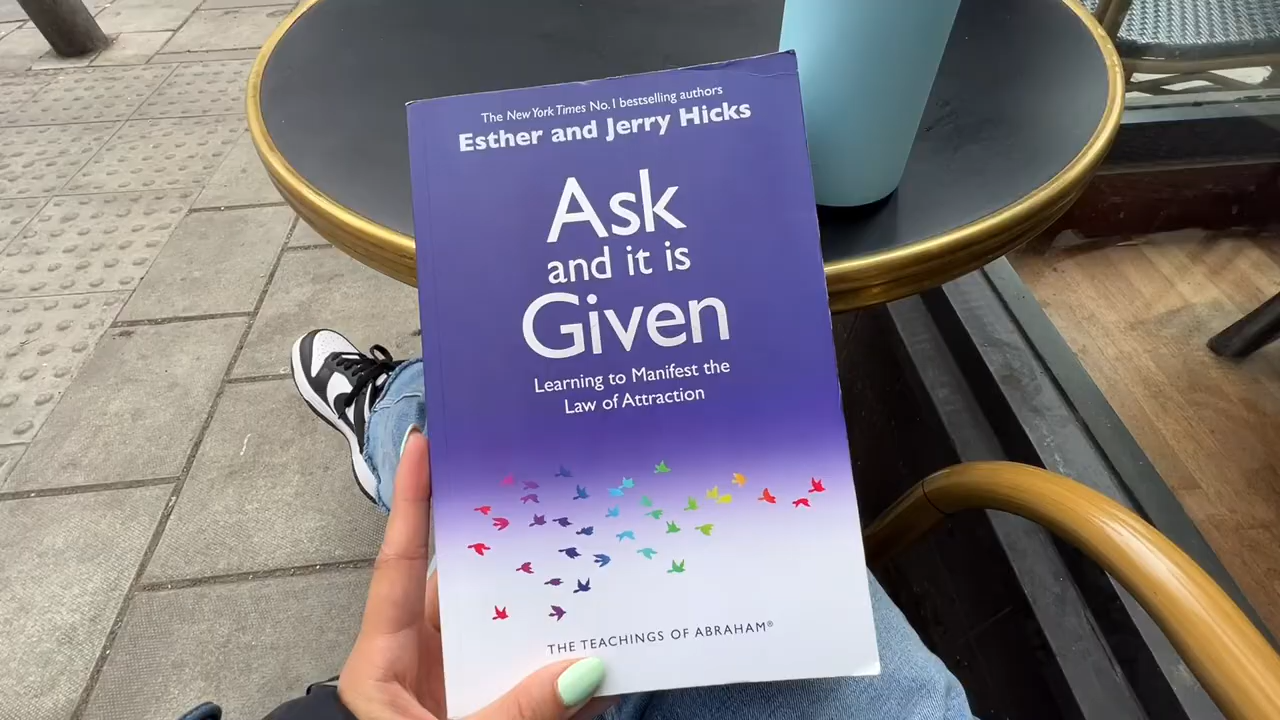 The New York Times No. 1 bestselling authors
Esther and Jerry Hicks
Ask
and it is
Given
Learning to Manifest the
Law of Attraction
THE TEACHINGS OF ABRAHAM®